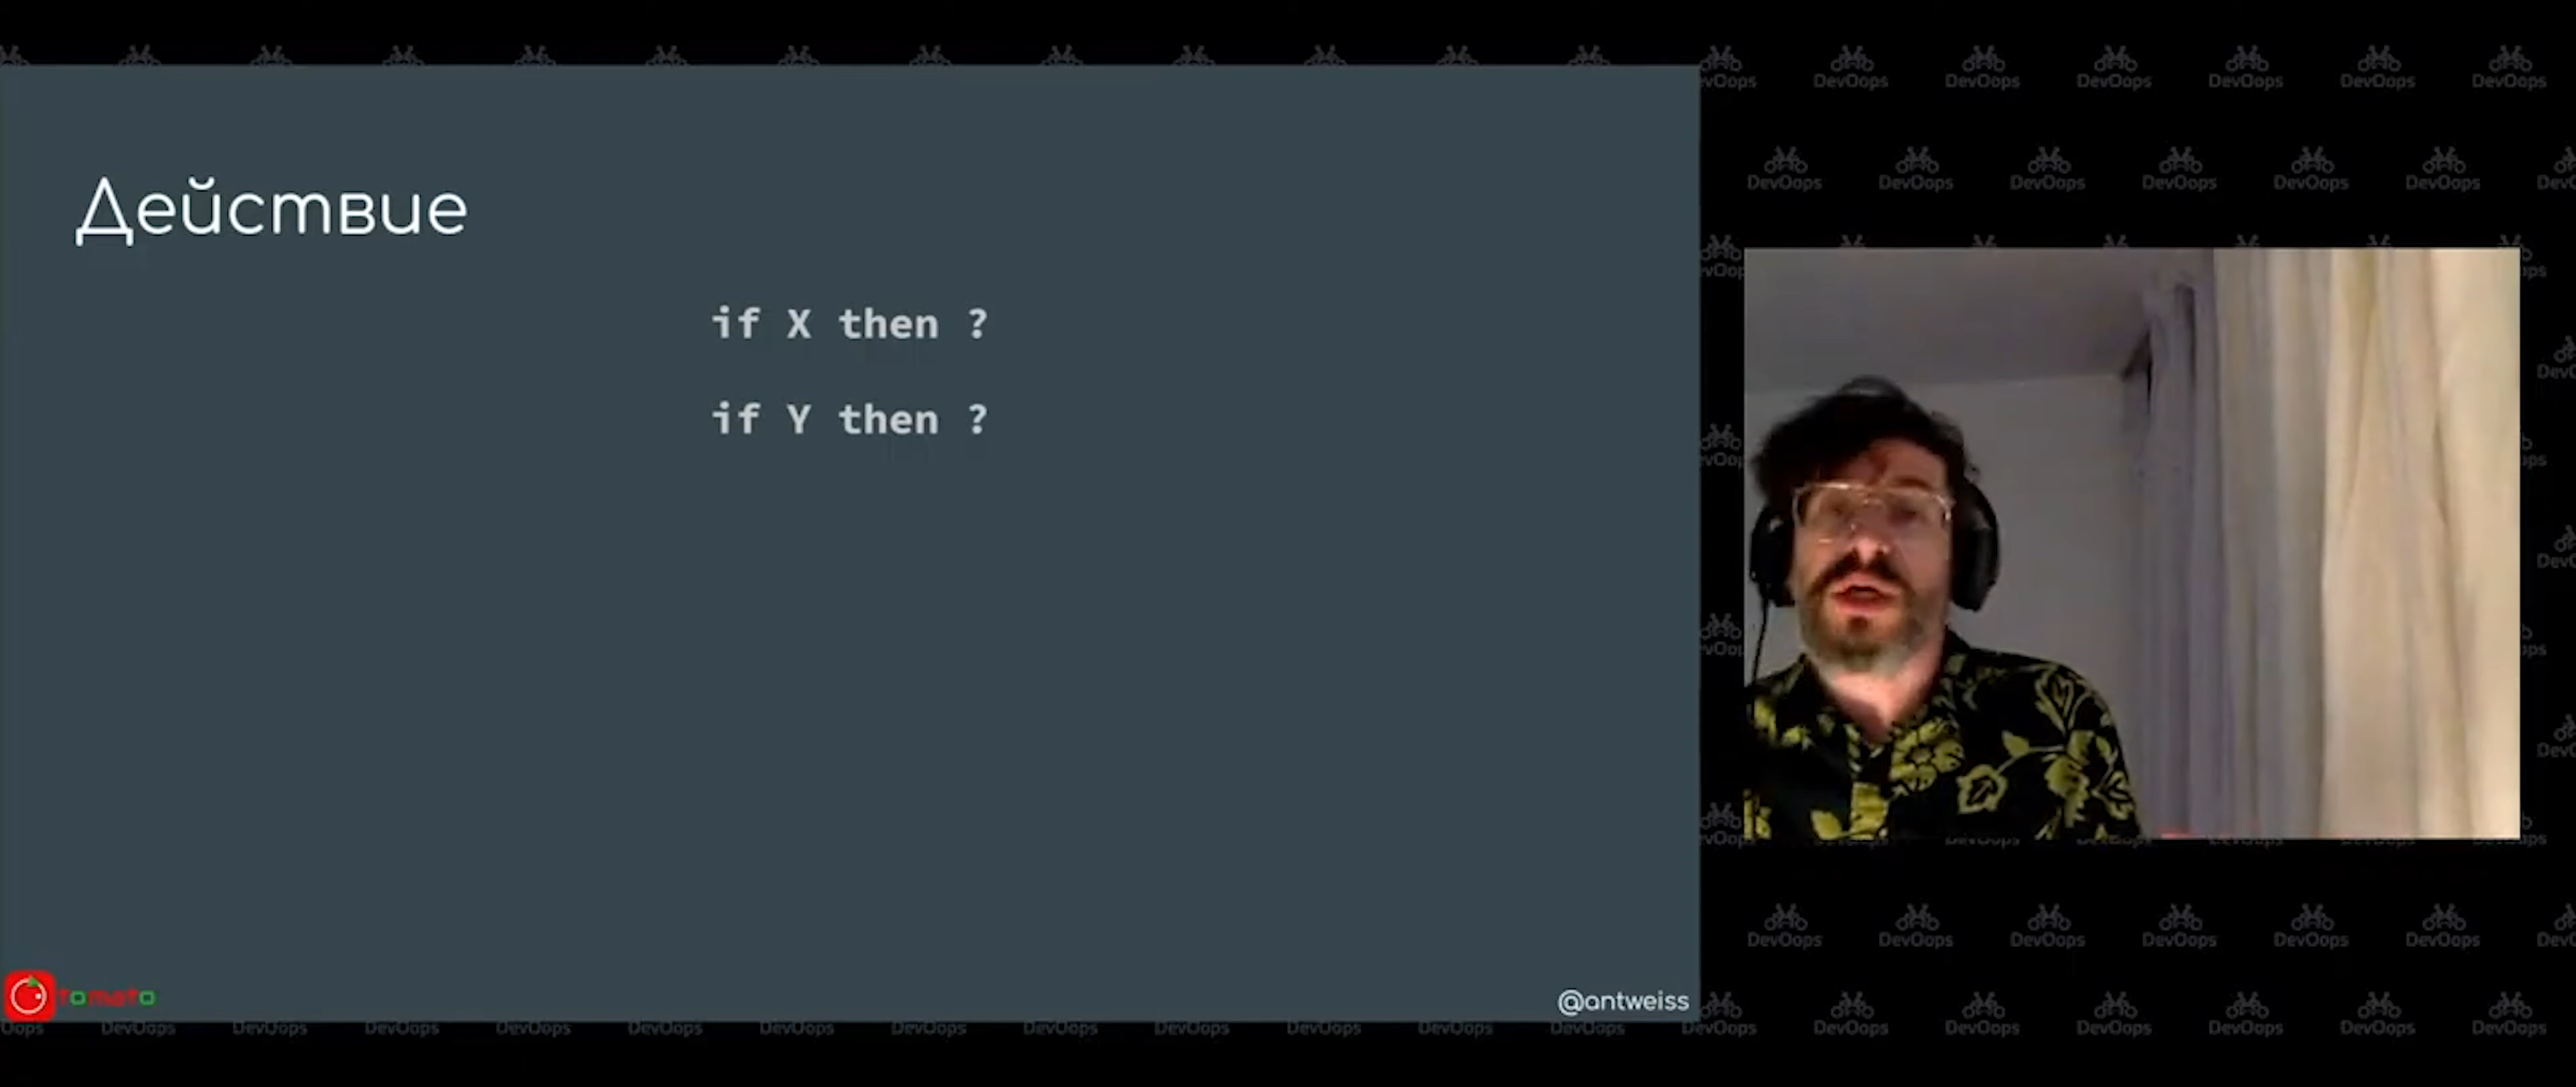 Действие
if X then ?
if Y then ?
tomato
@antweiss
DevOops